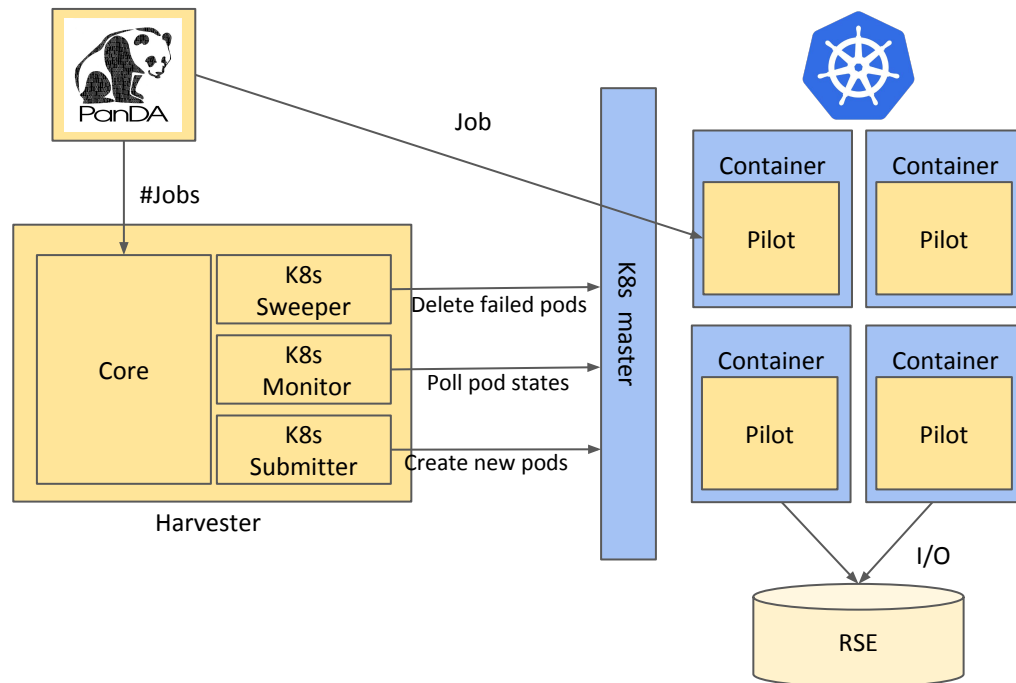 PanDA
Job
#Jobs
Core
K8s
Sweeper
K8s
Monitor
K8s
Submitter
Harvester
Delete failed pods
Poll pod states
Create new pods
K8s master
Container
Pilot
Container
Pilot
Container
Pilot
Container
Pilot
I/O
RSE